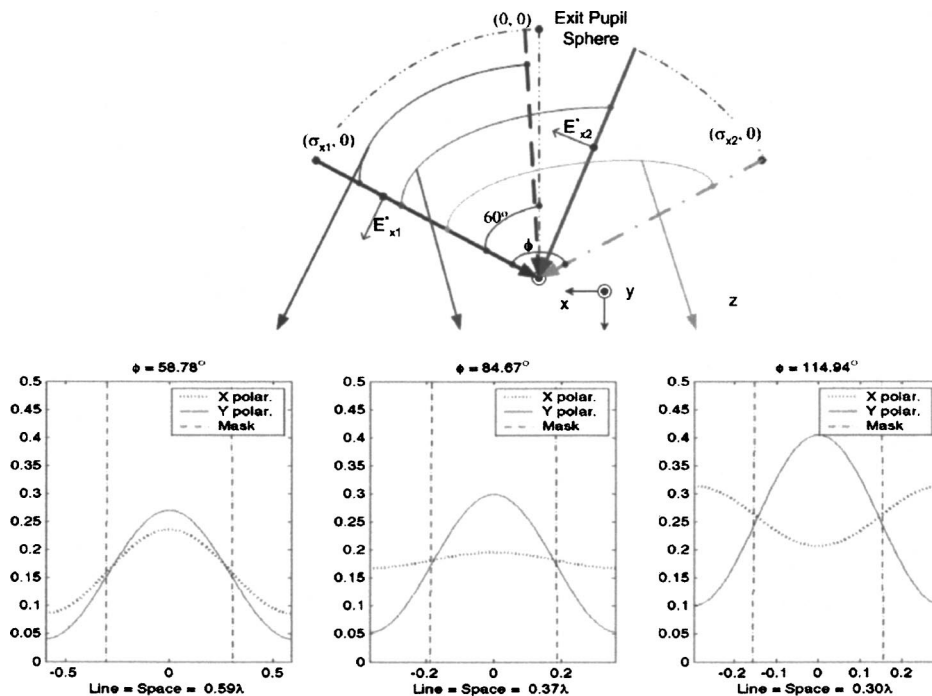 (0, 0)
Exit Pupil
Sphere
(σx1, 0)
E*x2
(σx2, 0)
60°
E*x1
ϕ
x
y
z
ϕ = 58.78°
0.5
0.45
0.4
0.35
0.3
0.25
0.2
0.15
0.1
0.05
0
X polar.
Y polar.
Mask
-0.5
0
0.5
Line = Space = 0.59λ
ϕ = 84.67°
0.5
0.45
0.4
0.35
0.3
0.25
0.2
0.15
0.1
0.05
0
X polar.
Y polar.
Mask
-0.2
0
0.2
Line = Space = 0.37λ
ϕ = 114.94°
0.5
0.45
0.4
0.35
0.3
0.25
0.2
0.15
0.1
0.05
0
X polar.
Y polar.
Mask
-0.2
-0.1
0
0.1
0.2
Line = Space = 0.30λ